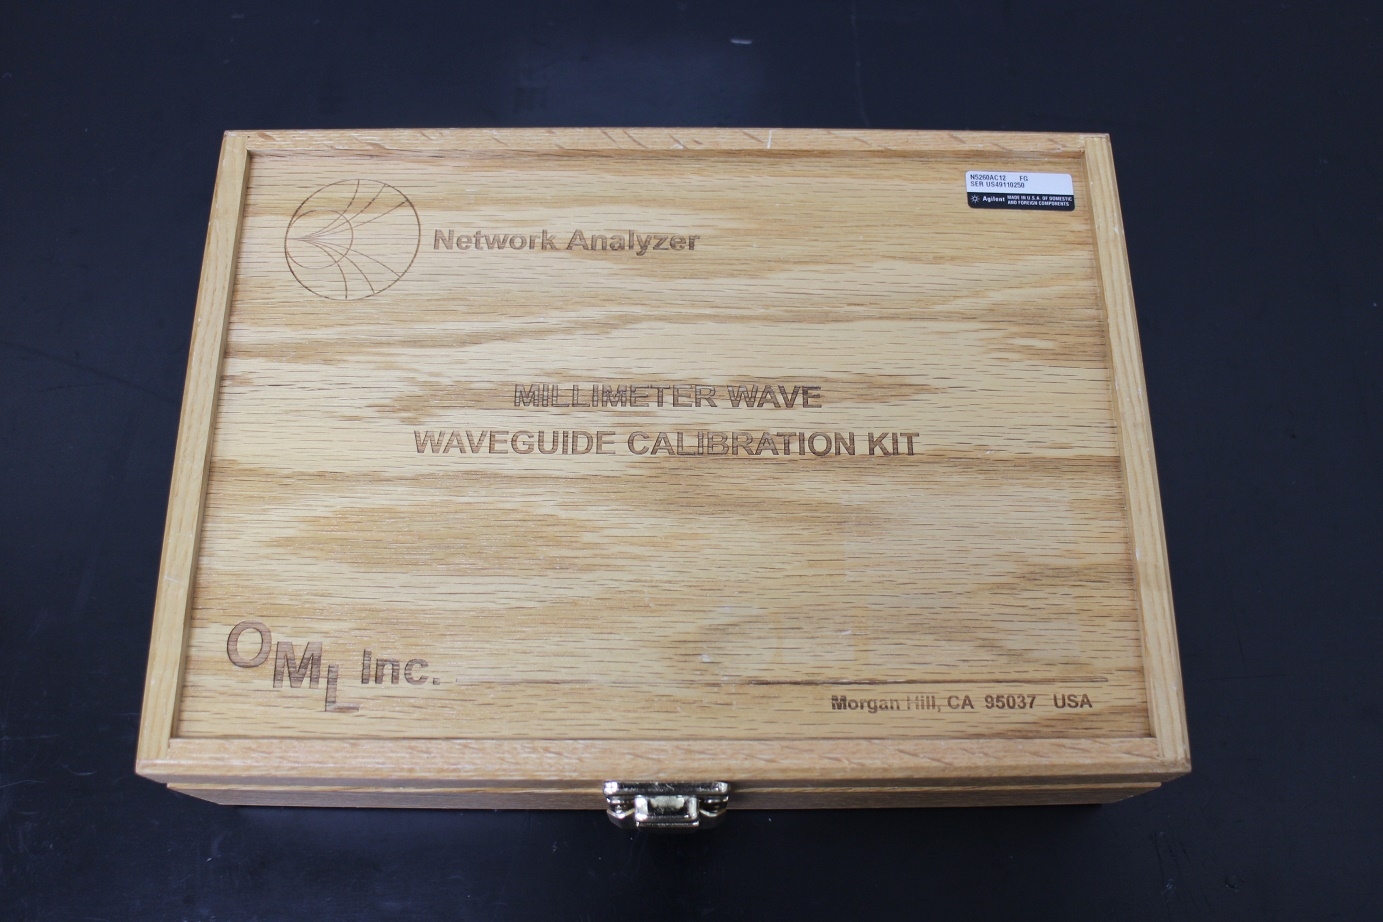 N5260AC12 FG
SER US49110250
Agilent MADE IN U.S.A. OF DOMESTIC
AND FOREIGN COMPONENTS
Network Analyzer
MILLIMETER WAVE
WAVEGUIDE CALIBRATION KIT
OML Inc.
Morgan Hill, CA 95037 USA